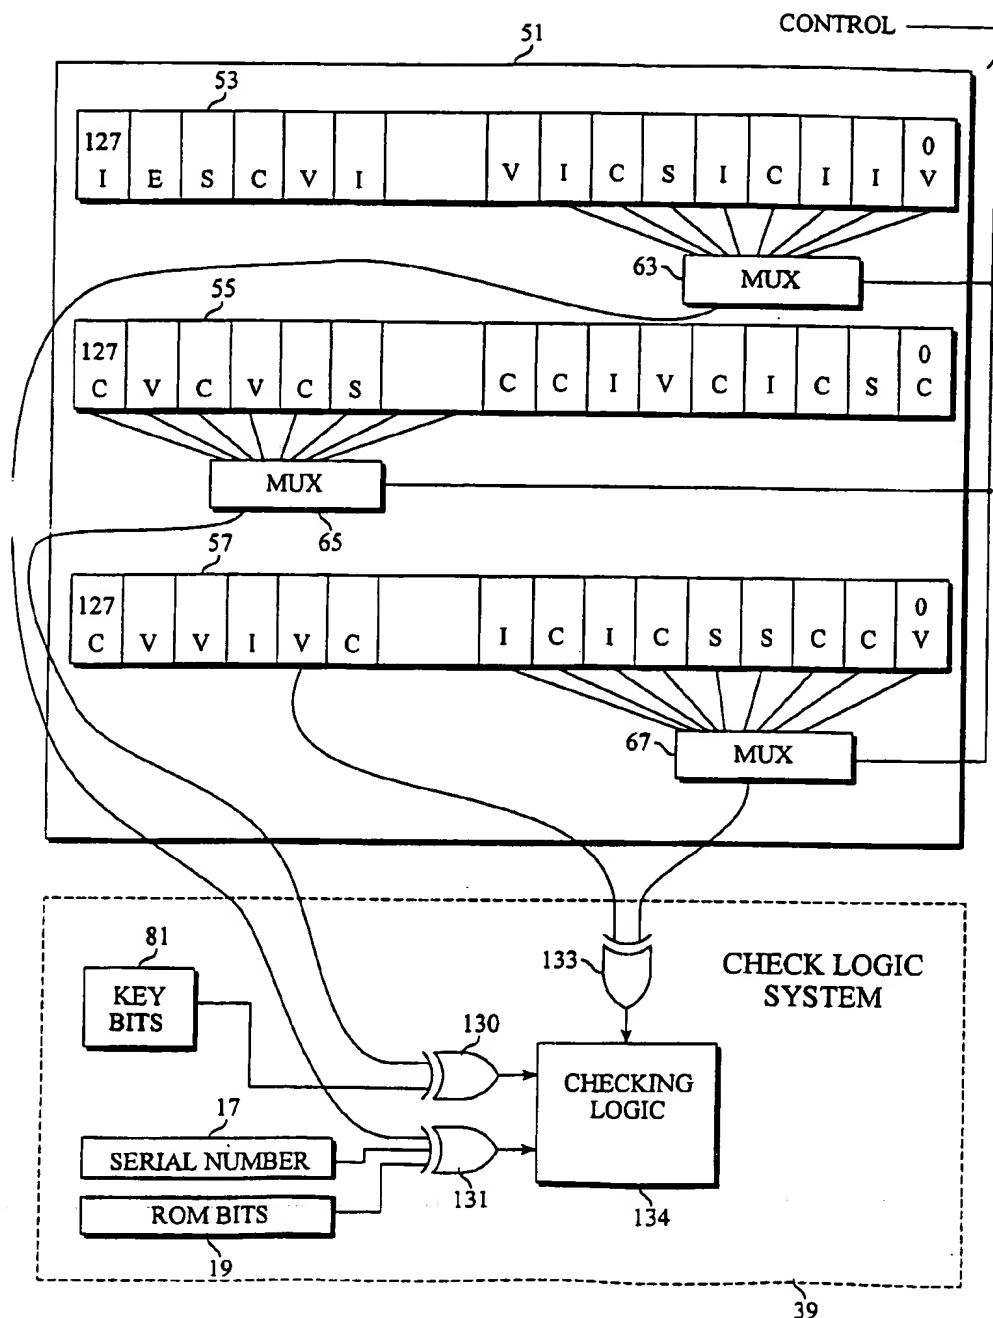 CONTROL
51
53
127 0
I E S C V I V I C S I C I I V
63
MUX
55
127 0
C V C V C S C C I V C I C S C
MUX
65
57
127 0
C V V I V C I C I C S S C C V
67
MUX
133
CHECK LOGIC
SYSTEM
81
KEY
BITS
130
CHECKING
LOGIC
17
SERIAL NUMBER
131
134
ROM BITS
19
39